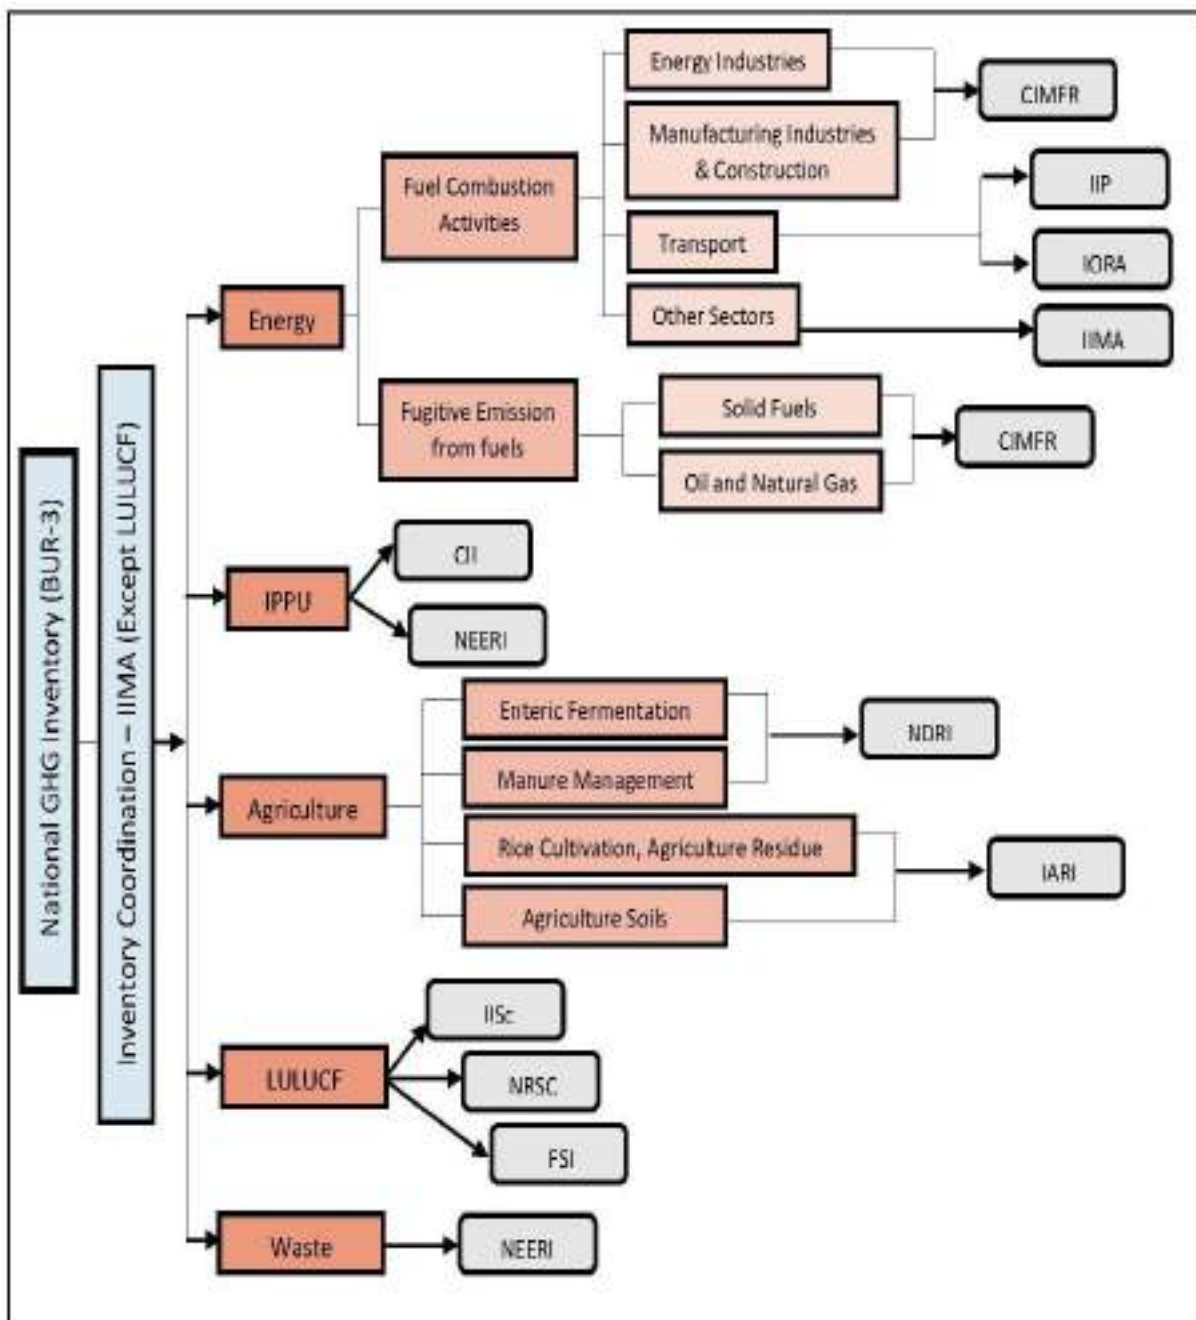 National GHG Inventory (BUR-3)
Inventory Coordination – IIMA (Except LULUCF)
Energy
Fuel Combustion
Activities
Energy Industries
Manufacturing Industries
& Construction
CIMFR
Transport
IIP
IORA
Other Sectors
IIMA
Fugitive Emission
from fuels
Solid Fuels
Oil and Natural Gas
CIMFR
IPPU
CII
NEERI
Agriculture
Enteric Fermentation
Manure Management
NDRI
Rice Cultivation, Agriculture Residue
Agriculture Soils
IARI
LULUCF
IISc
NRSC
FSI
Waste
NEERI